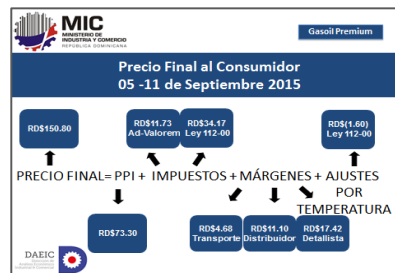 MIC
MINISTERIO DE
INDUSTRIA Y COMERCIO
REPÚBLICA DOMINICANA
Gasoil Premium
Precio Final al Consumidor
05 -11 de Septiembre 2015
RD$150.80
RD$11.73
Ad-Valorem
RD$34.17
Ley 112-00
RD$(1.60)
Ley 112-00
PRECIO FINAL= PPI + IMPUESTOS + MÁRGENES + AJUSTES
POR
TEMPERATURA
RD$73.30
RD$4.68
Transporte
RD$11.10
Distribuidor
RD$17.42
Detallista
DAEIC